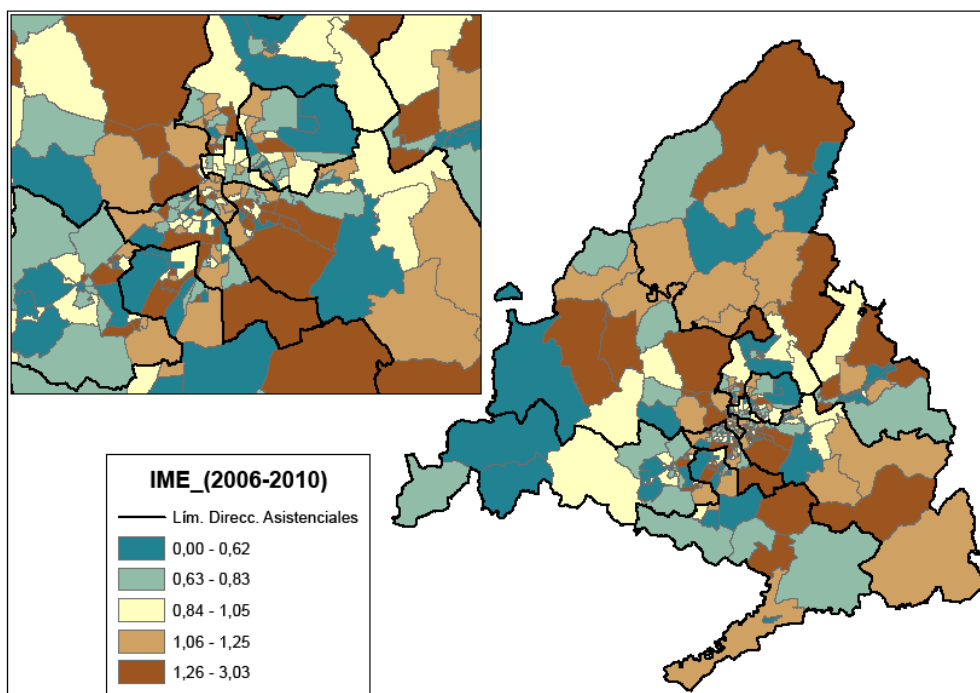 IME_(2006-2010)
Lím. Direcc. Asistenciales
0,00 - 0,62
0,63 - 0,83
0,84 - 1,05
1,06 - 1,25
1,26 - 3,03